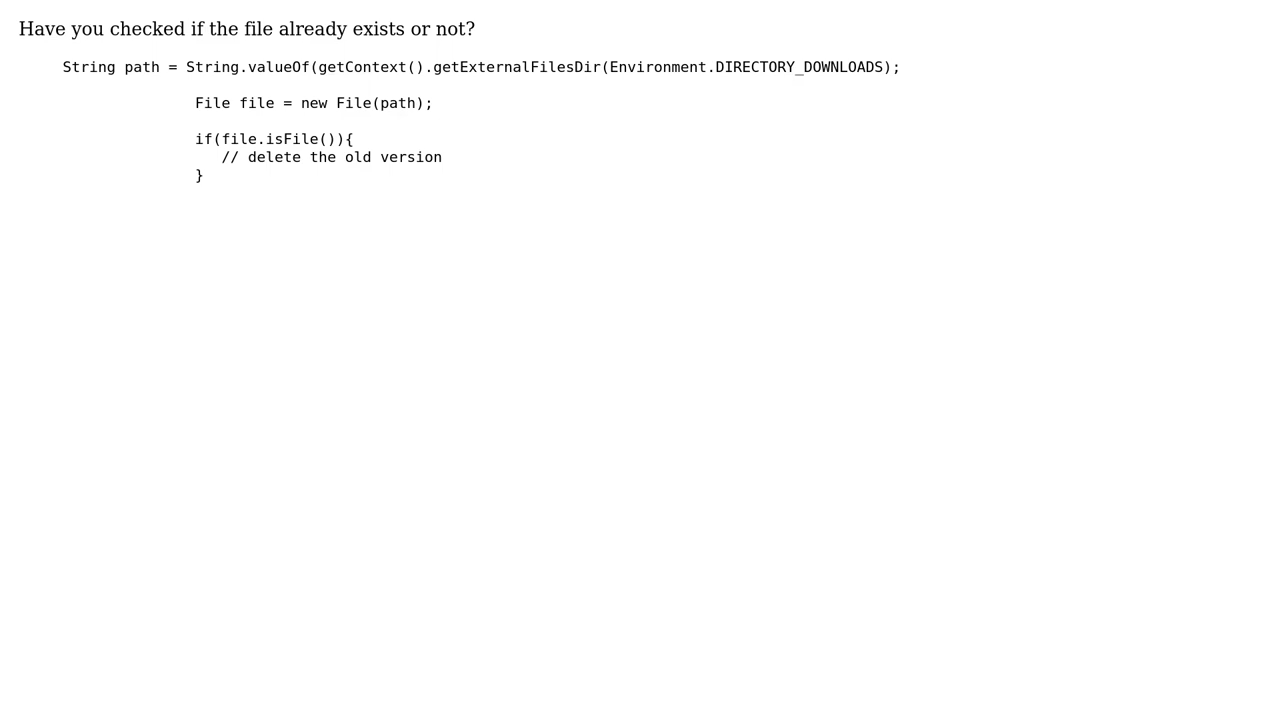 Have you checked if the file already exists or not?
String path = String.valueOf(getContext().getExternalFilesDir(Environment.DIRECTORY_DOWNLOADS);
File file = new File(path);
if(file.isFile()){
// delete the old version
}